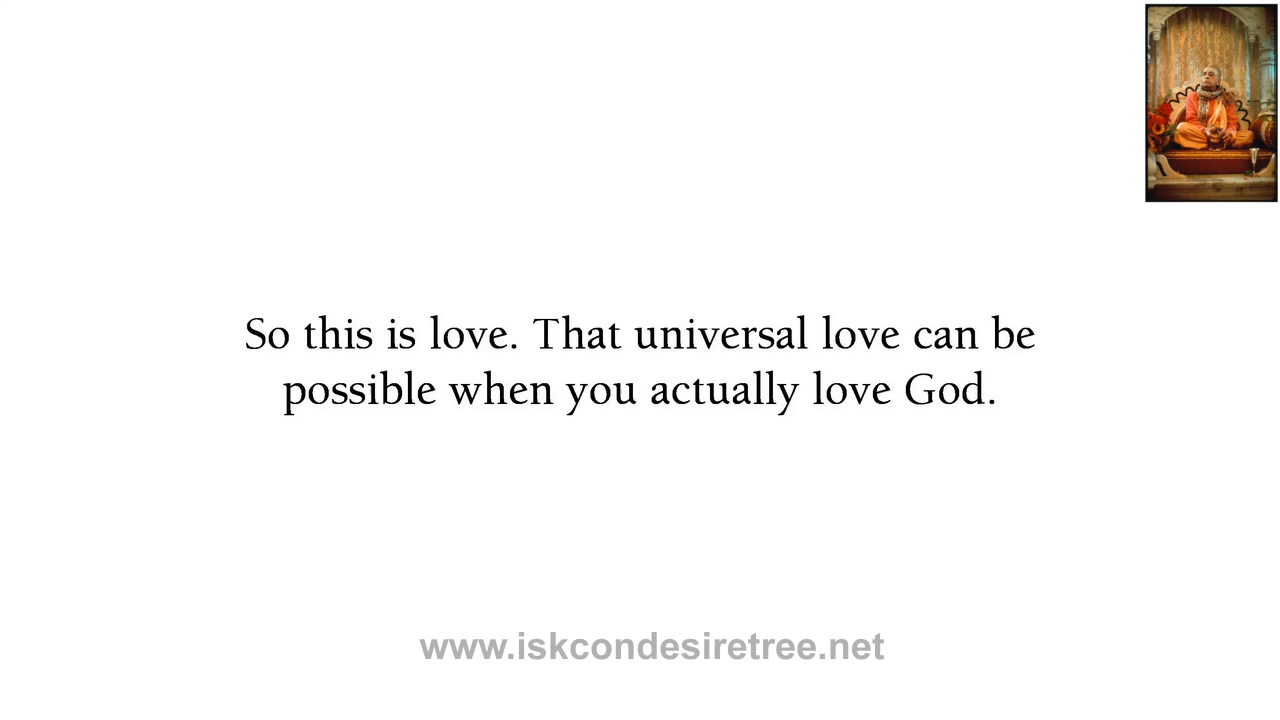 So this is love. That universal love can be
possible when you actually love God.
www.iskcondesiretree.net